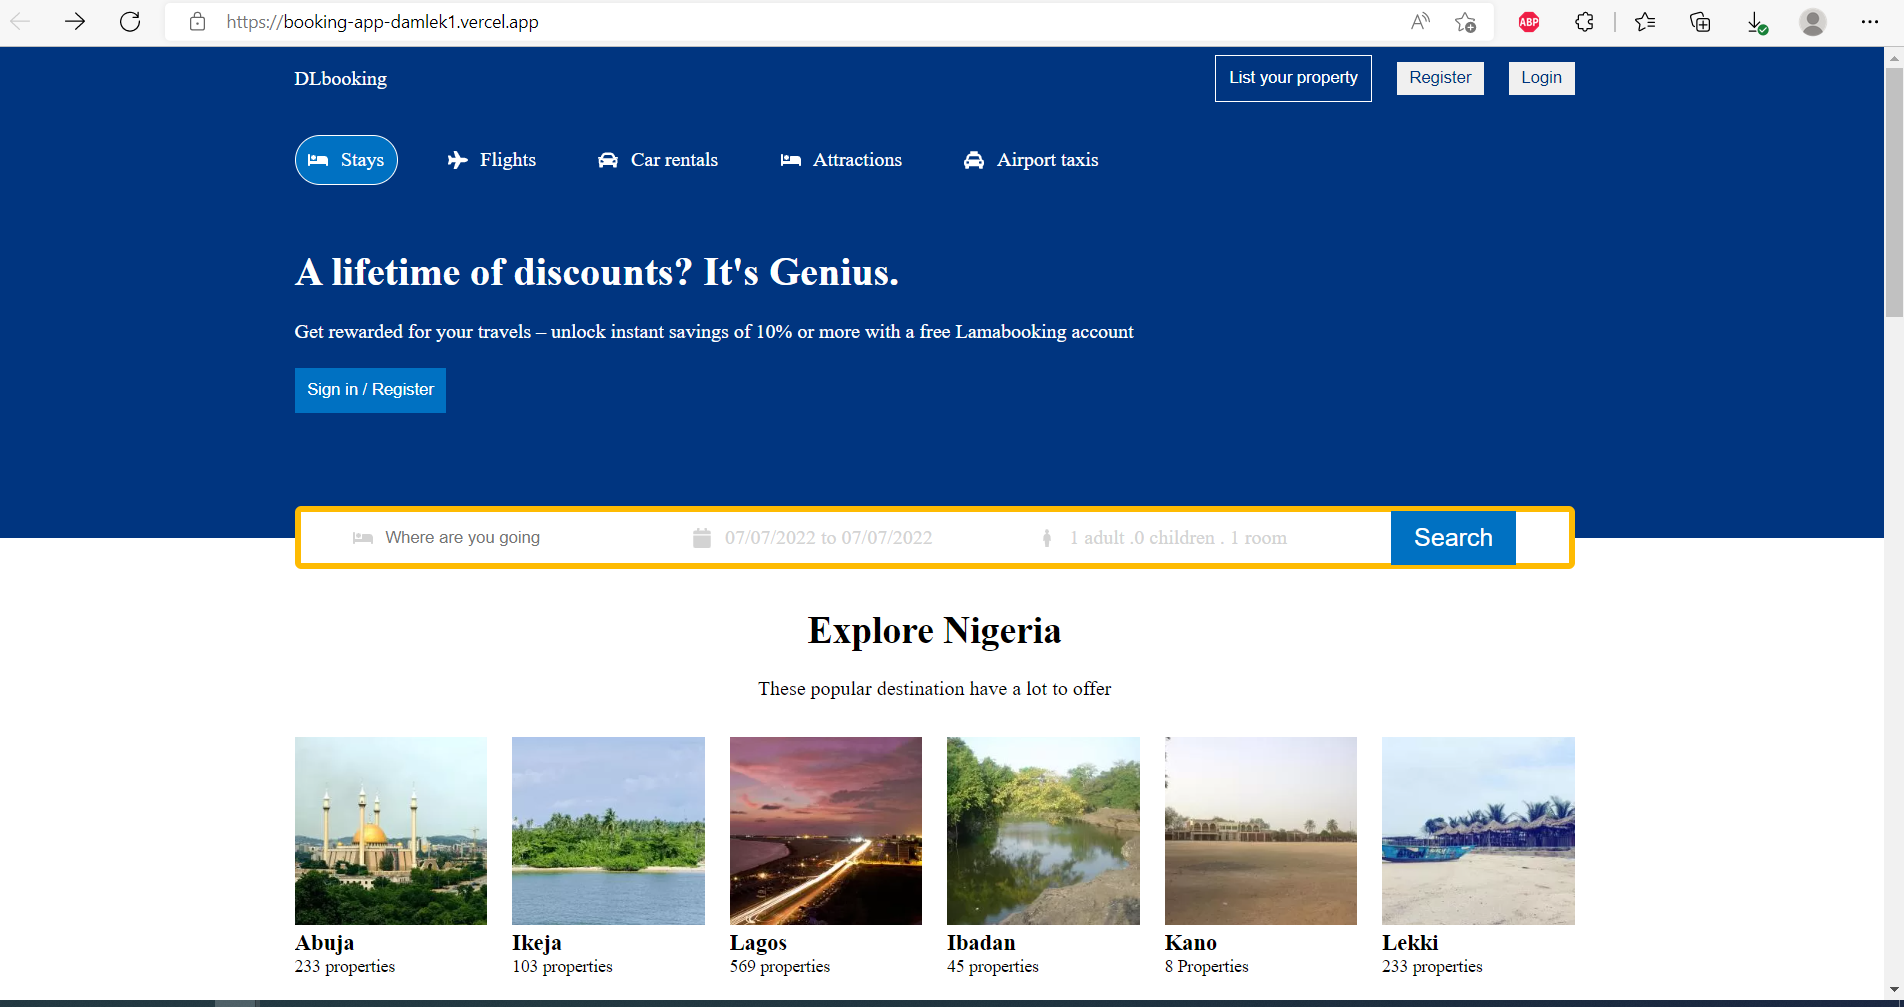 https://booking-app-damlek1.vercel.app
ABP
DLbooking
List your property
Register
Login
Stays
Flights
Car rentals
Attractions
Airport taxis
A lifetime of discounts? It's Genius.
Get rewarded for your travels – unlock instant savings of 10% or more with a free Lamabooking account
Sign in / Register
Where are you going
07/07/2022 to 07/07/2022
1 adult .0 children . 1 room
Search
Explore Nigeria
These popular destination have a lot to offer
Abuja
233 properties
Ikeja
103 properties
Lagos
569 properties
Ibadan
45 properties
Kano
8 Properties
Lekki
233 properties